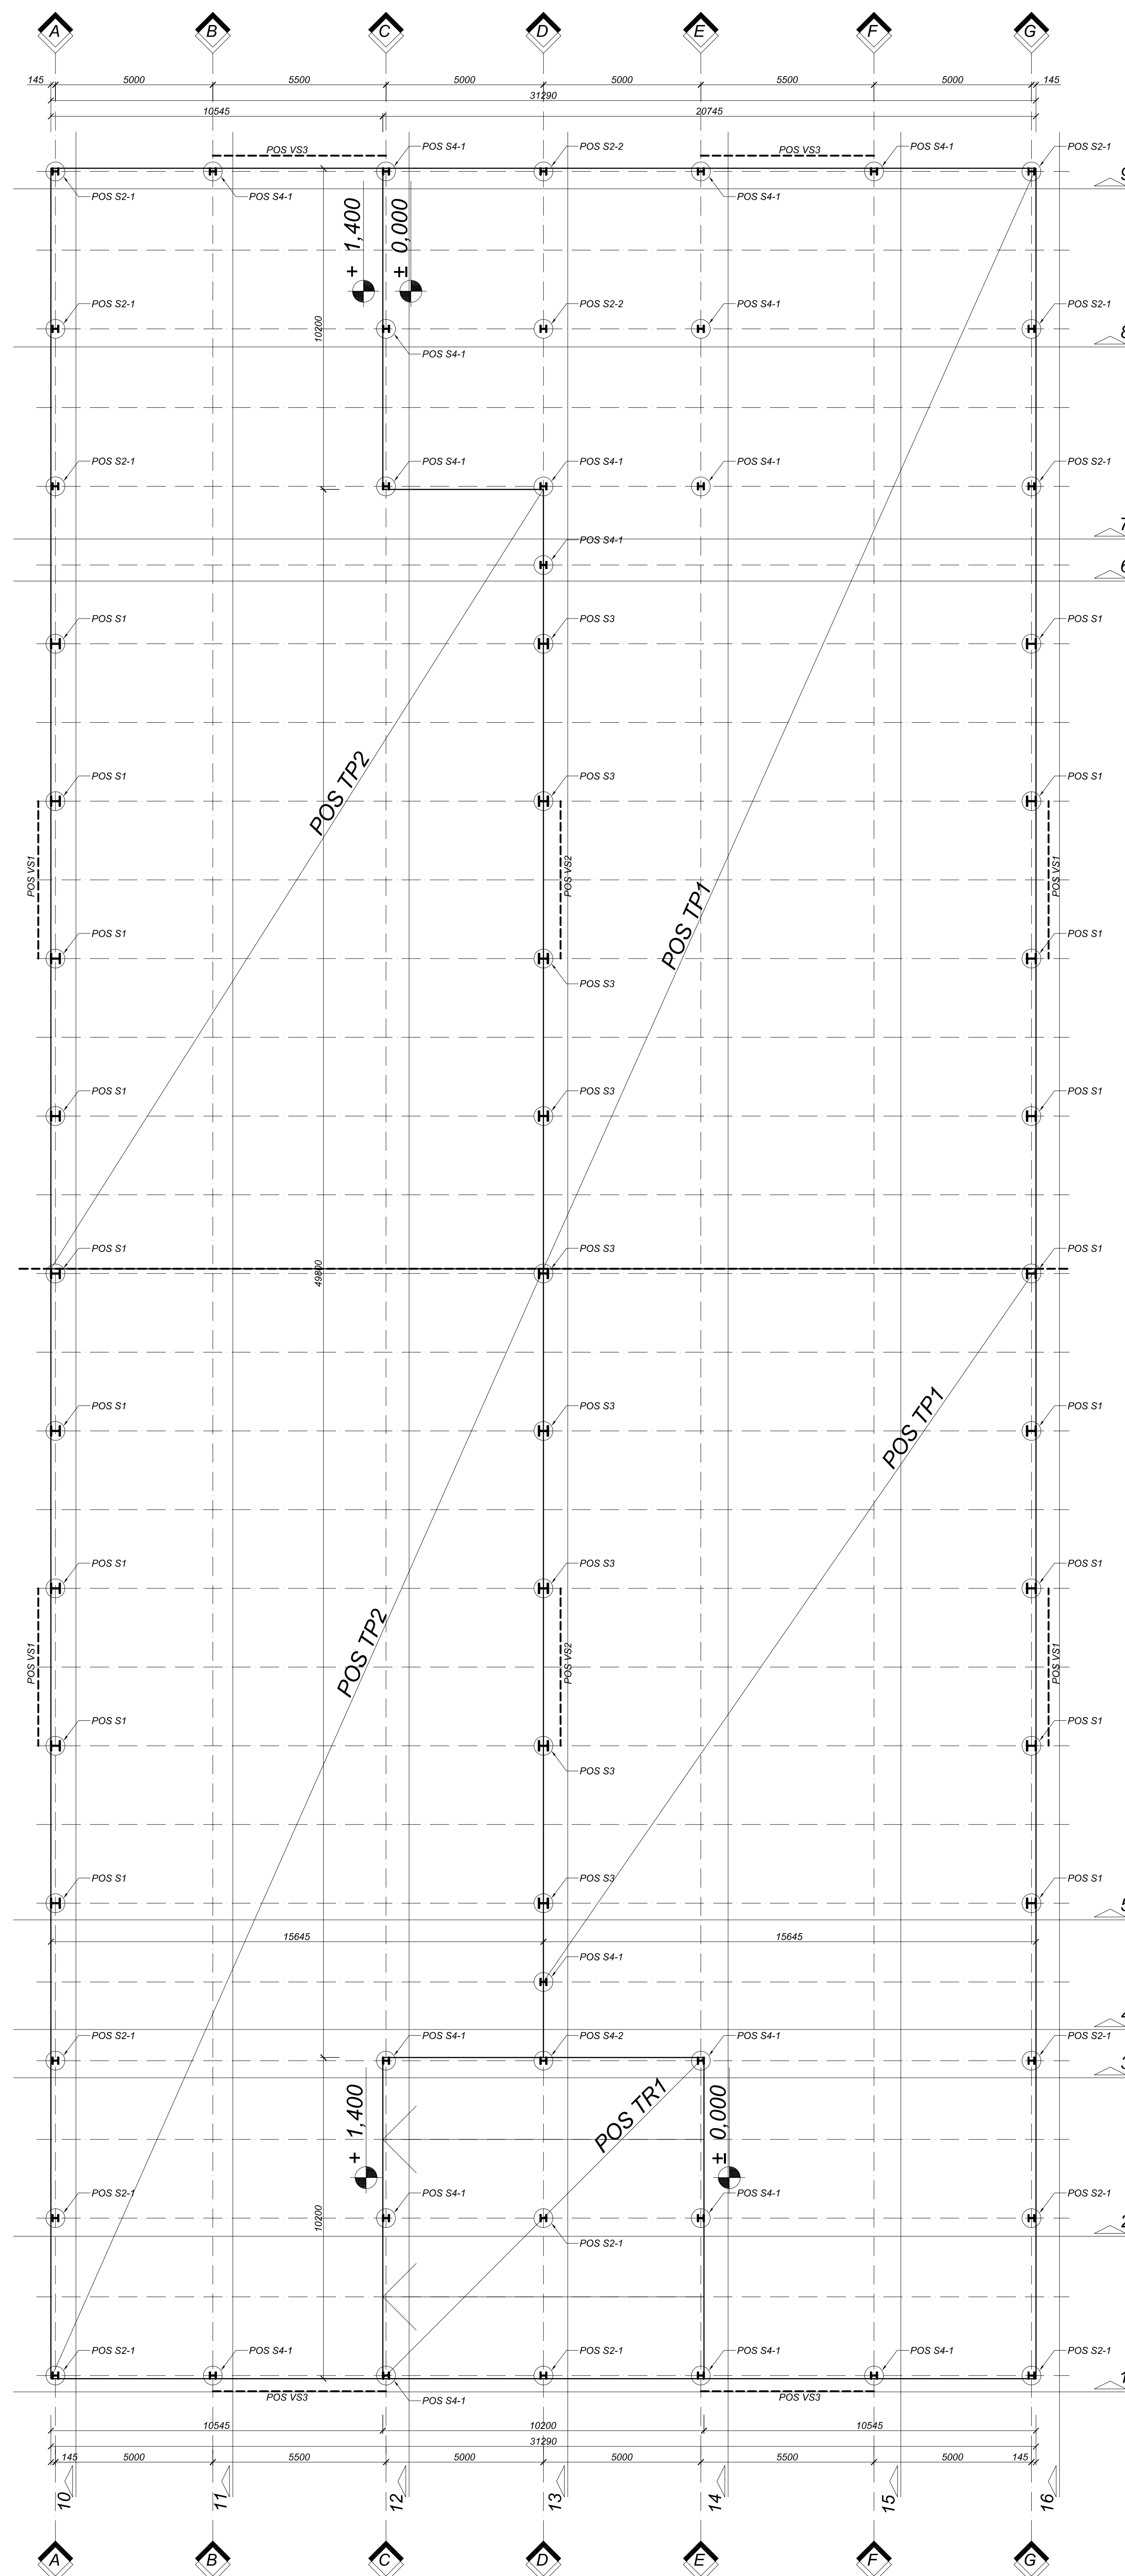 A B C D E F G
145 5000 5500 5000 5000 5500 5000 145
31290
10545 20745
POS VS3 POS S4-1 POS S2-2 POS VS3 POS S4-1 POS S2-1
9
POS S2-1 POS S4-1 POS S4-1
+ 1,400 ± 0,000
10200
POS S2-1 POS S2-2 POS S4-1 POS S2-1
8
POS S4-1
POS S2-1 POS S4-1 POS S4-1 POS S4-1 POS S2-1
7
POS S4-1
6
POS S1 POS S3 POS S1
POS TP2
POS S1 POS S3 POS S1
POS VS1 POS VS2 POS VS1
POS TP1
POS S1 POS S1
POS S3
POS S1 POS S3 POS S1
POS S1 POS S3 POS S1
49800
POS TP1
POS S1 POS S3 POS S1
POS S1 POS S3 POS S1
POS TP2
POS VS1 POS VS2 POS VS1
POS S1 POS S1
POS S3
POS S1 POS S3 POS S1
5
15645 15645
POS S4-1
4
POS S2-1 POS S4-1 POS S4-2 POS S4-1 POS S2-1
3
+ 1,400 POS TR1 ± 0,000
POS S2-1 POS S4-1 POS S4-1 POS S2-1
10200
2
POS S2-1
POS S2-1 POS S4-1 POS S2-1 POS S4-1 POS S4-1 POS S2-1
1
POS VS3 POS S4-1 POS VS3
10545 10200 10545
31290
145 5000 5500 5000 5000 5500 5000 145
10 11 12 13 14 15 16
A B C D E F G